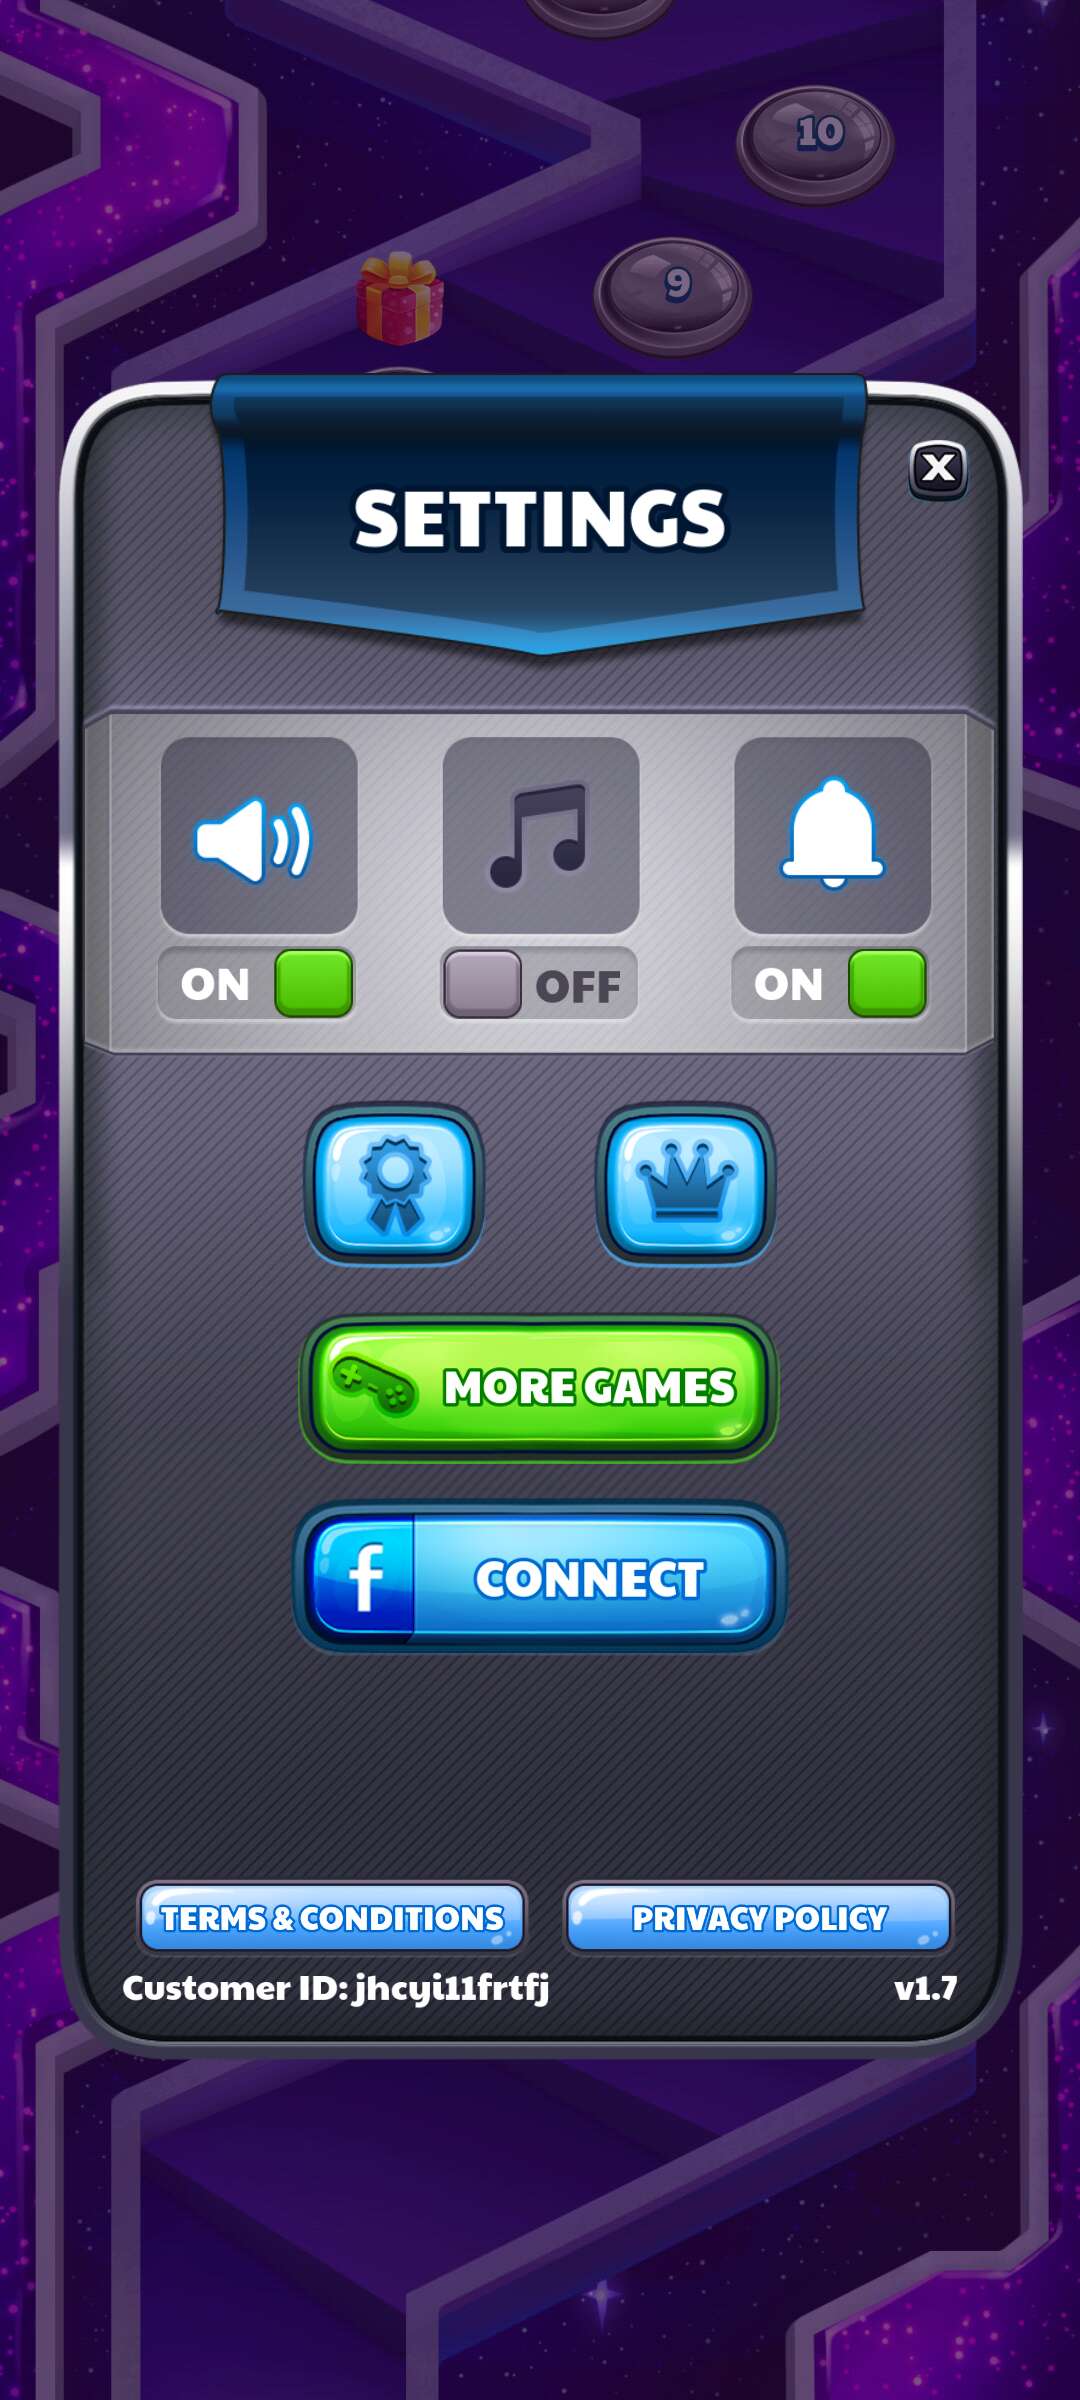 10
9
SETTINGS
X
ON
OFF
ON
MORE GAMES
f
CONNECT
TERMS & CONDITIONS
PRIVACY POLICY
Customer ID: jhcyi11frtfj
v1.7